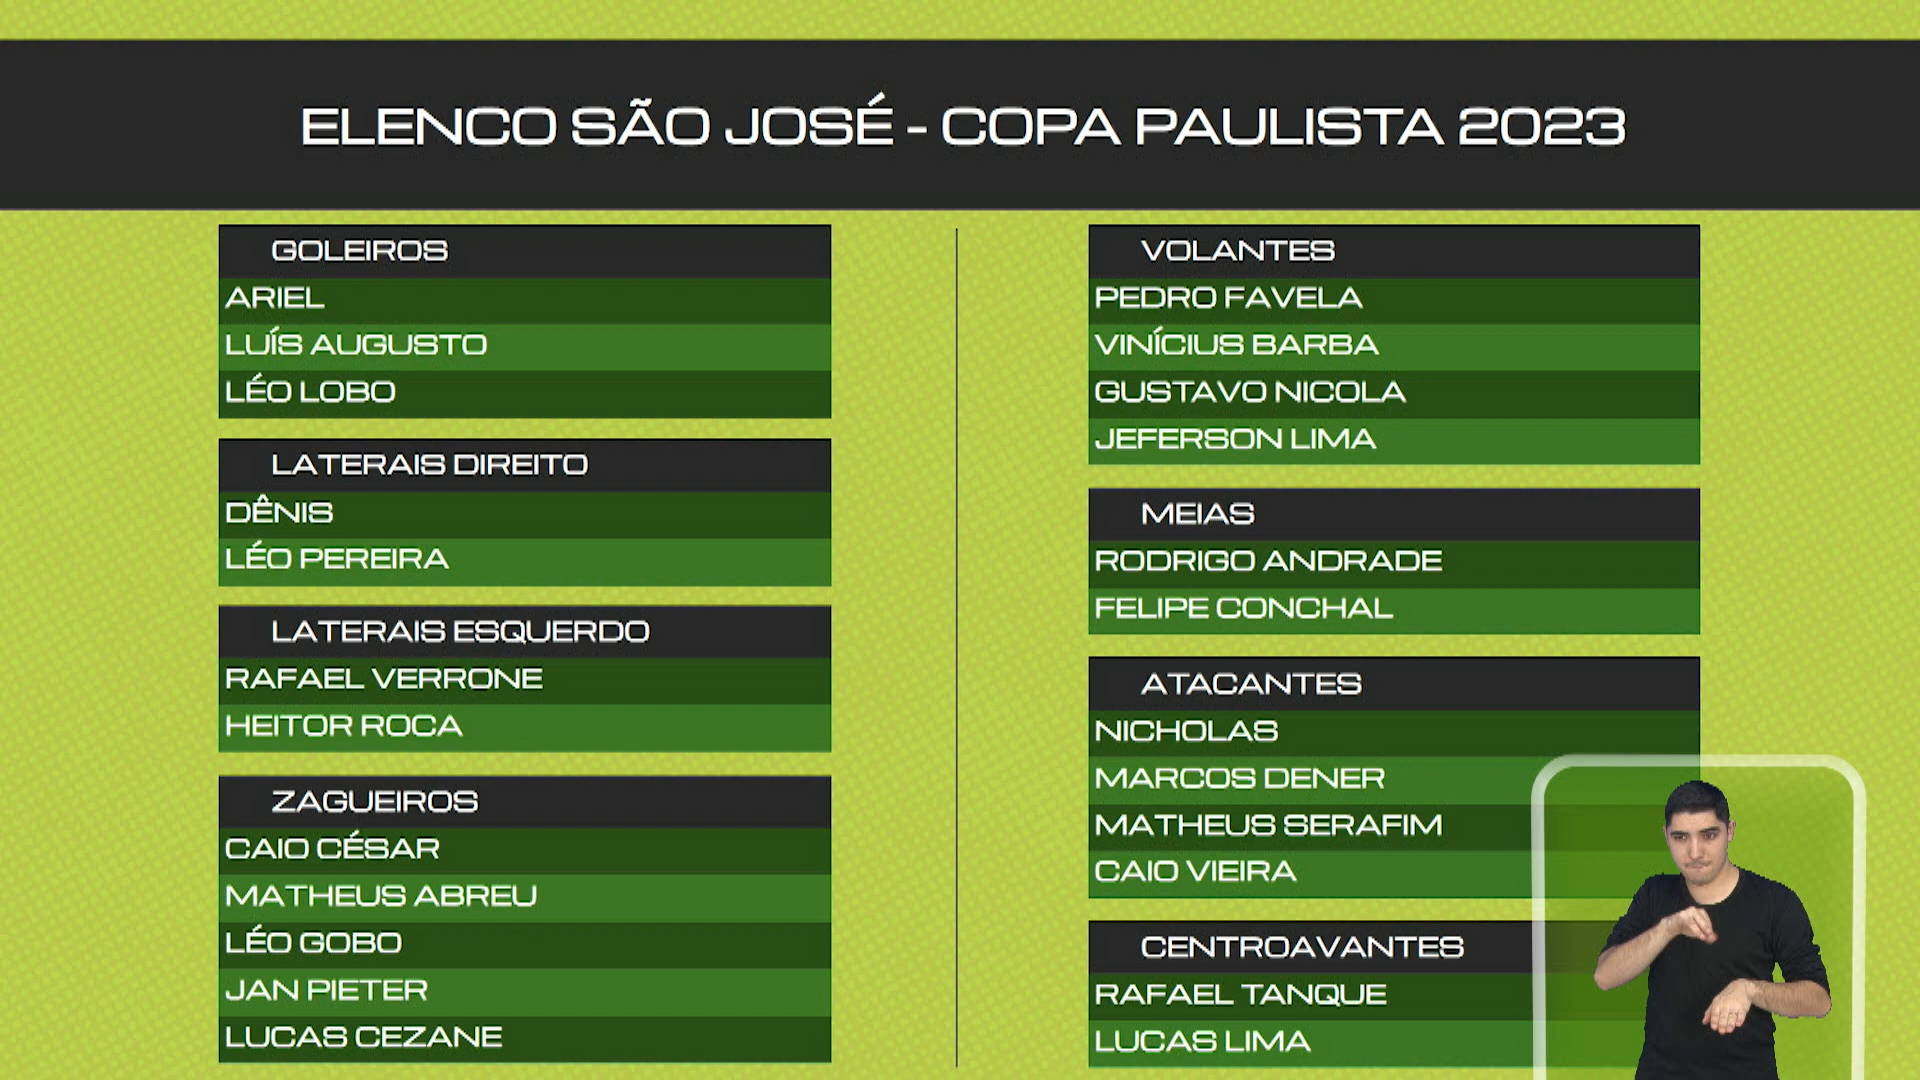 ELENCO SÃO JOSÉ - COPA PAULISTA 2023
GOLEIROS
ARIEL
LUÍS AUGUSTO
LÉO LOBO
LATERAIS DIREITO
DÊNIS
LÉO PEREIRA
LATERAIS ESQUERDO
RAFAEL VERRONE
HEITOR ROCA
ZAGUEIROS
CAIO CÉSAR
MATHEUS ABREU
LÉO GOBO
JAN PIETER
LUCAS CEZANE
VOLANTES
PEDRO FAVELA
VINÍCIUS BARBA
GUSTAVO NICOLA
JEFERSON LIMA
MEIAS
RODRIGO ANDRADE
FELIPE CONCHAL
ATACANTES
NICHOLAS
MARCOS DENER
MATHEUS SERAFIM
CAIO VIEIRA
CENTROAVANTES
RAFAEL TANQUE
LUCAS LIMA